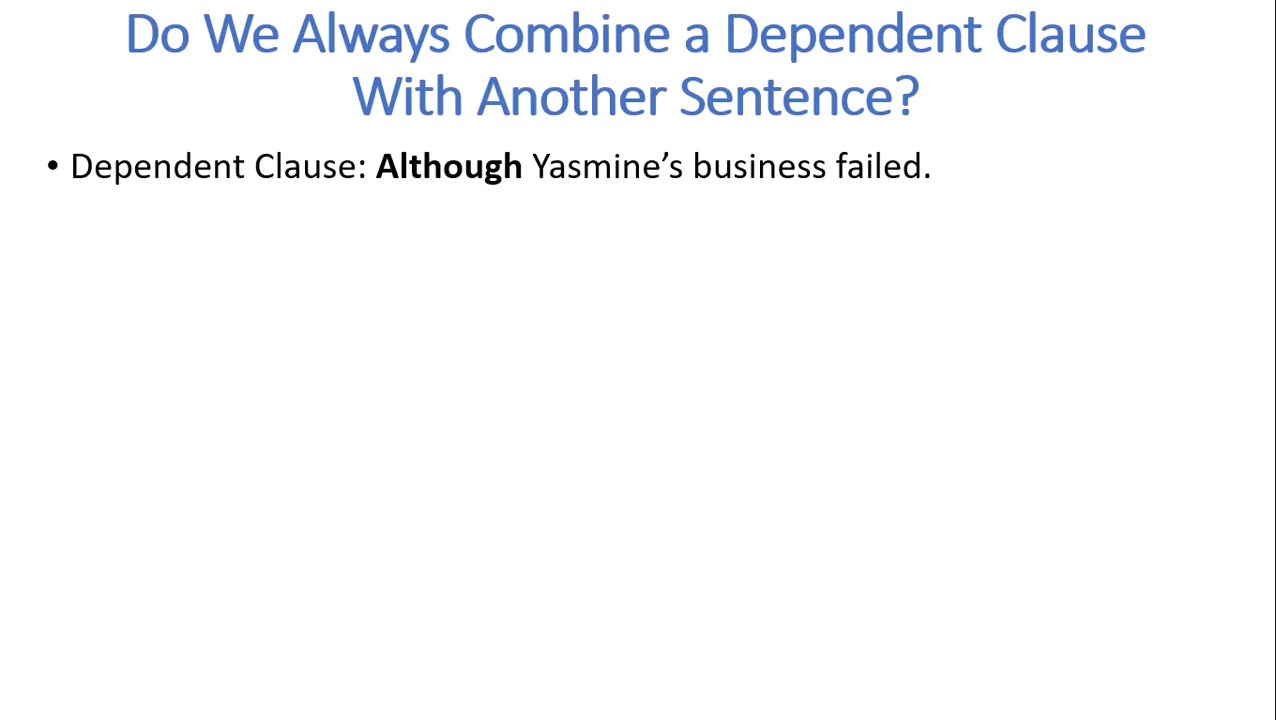 Do We Always Combine a Dependent Clause
With Another Sentence?
• Dependent Clause: Although Yasmine’s business failed.